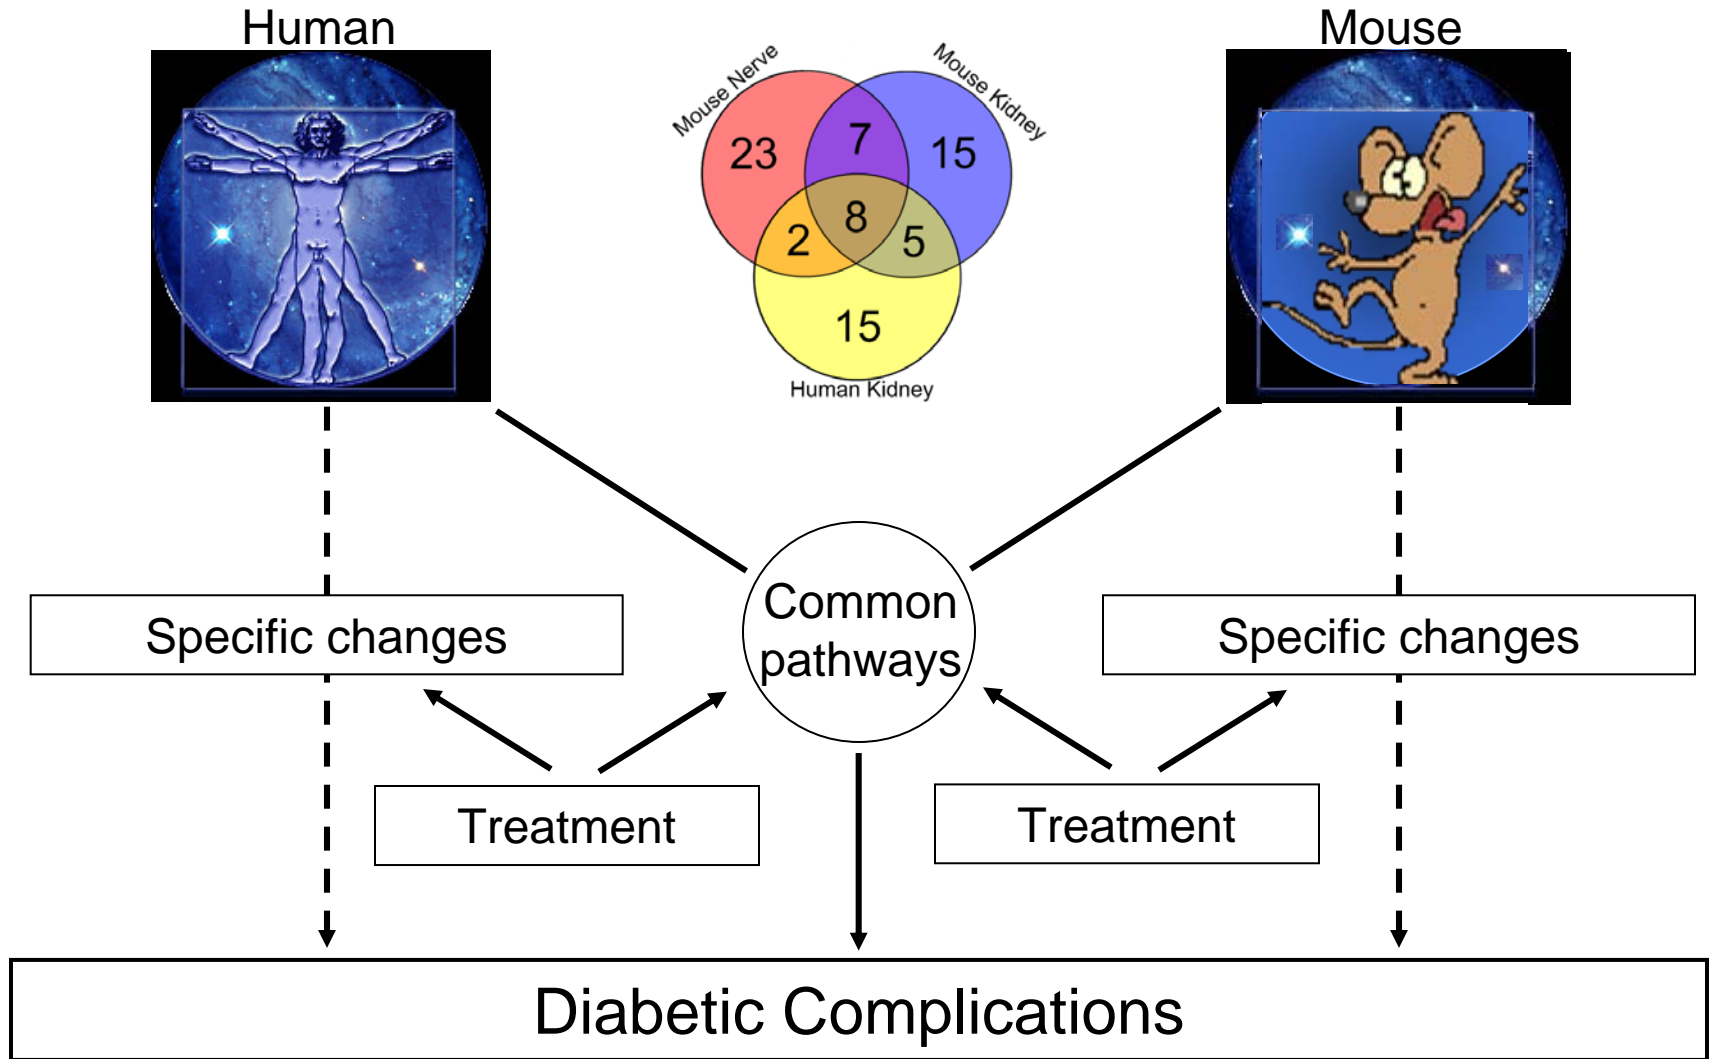 Human
Mouse
Mouse Nerve
Mouse Kidney
23
7
15
8
2
5
15
Human Kidney
Common
pathways
Specific changes
Specific changes
Treatment
Treatment
Diabetic Complications